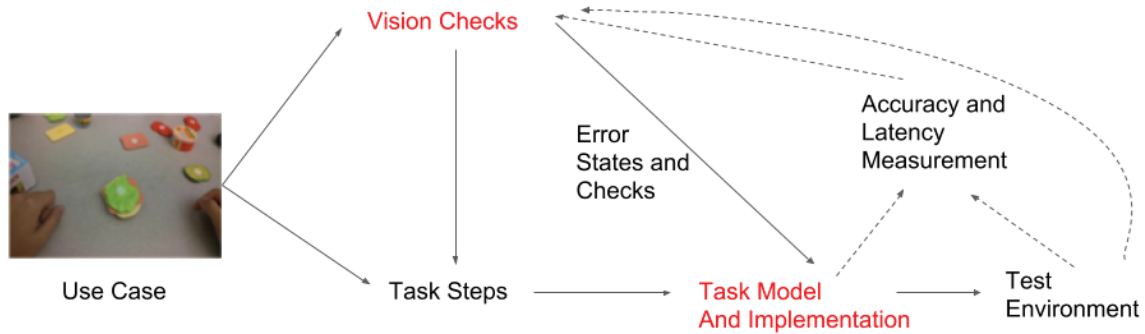 Vision Checks
Error
States and
Checks
Accuracy and
Latency
Measurement
Use Case
Task Steps
Task Model
And Implementation
Test
Environment